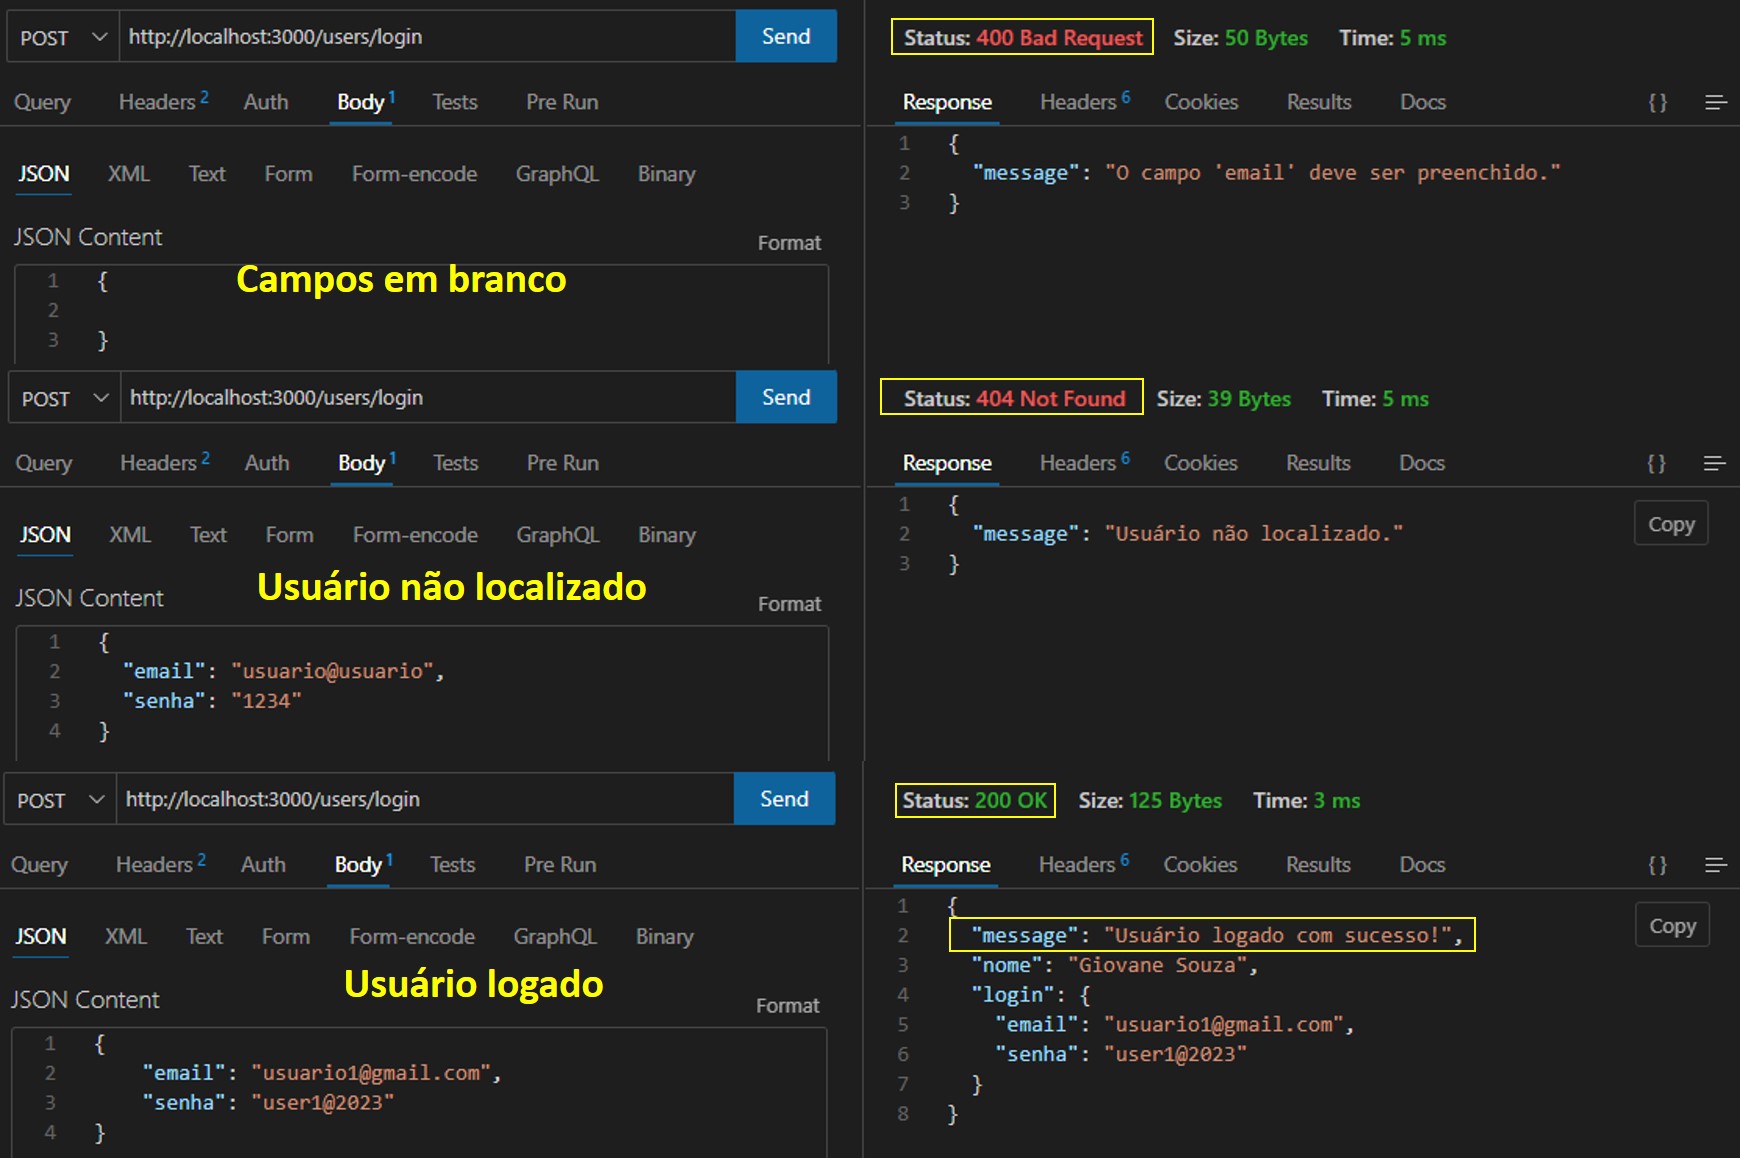 POST http://localhost:3000/users/login Send
Query Headers 2 Auth Body 1 Tests Pre Run
JSON XML Text Form Form-encode GraphQL Binary
JSON Content Format
Campos em branco
1 {
2
3 }
Status: 400 Bad Request Size: 50 Bytes Time: 5 ms
Response Headers 6 Cookies Results Docs {}
1 {
2 "message": "O campo 'email' deve ser preenchido."
3 }
POST http://localhost:3000/users/login Send
Query Headers 2 Auth Body 1 Tests Pre Run
JSON XML Text Form Form-encode GraphQL Binary
Usuário não localizado
JSON Content Format
1 {
2 "email": "usuario@usuario",
3 "senha": "1234"
4 }
Status: 404 Not Found Size: 39 Bytes Time: 5 ms
Response Headers 6 Cookies Results Docs {}
Copy
1 {
2 "message": "Usuário não localizado."
3 }
POST http://localhost:3000/users/login Send
Query Headers 2 Auth Body 1 Tests Pre Run
JSON XML Text Form Form-encode GraphQL Binary
Usuário logado
JSON Content Format
1 {
2 "email": "usuario1@gmail.com",
3 "senha": "user1@2023"
4 }
Status: 200 OK Size: 125 Bytes Time: 3 ms
Response Headers 6 Cookies Results Docs {}
Copy
1 {
2 "message": "Usuário logado com sucesso!",
3 "nome": "Giovane Souza",
4 "login": {
5 "email": "usuario1@gmail.com",
6 "senha": "user1@2023"
7 }
8 }